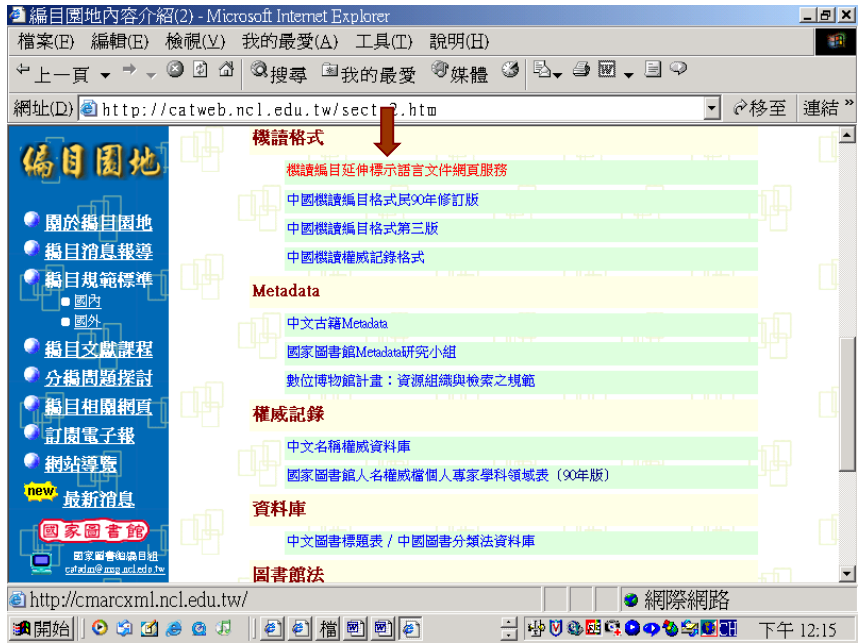 編目園地內容介紹(2) - Microsoft Internet Explorer
檔案(F) 編輯(E) 檢視(V) 我的最愛(A) 工具(T) 說明(H)
上一頁 搜尋 我的最愛 媒體
網址(D) http://catweb.ncl.edu.tw/sect-2.htm 移至 連結 »
編目園地
關於編目園地
編目消息報導
編目規範標準
國內
國外
編目文獻課程
分編問題探討
編目相關網頁
訂閱電子報
網站導覽
new 最新消息
國家圖書館
國家圖書館編目組
機讀格式
機讀編目延伸標示語言文件網頁服務
中國機讀編目格式民90年修訂版
中國機讀編目格式第三版
中國機讀權威記錄格式
Metadata
中文古籍Metadata
國家圖書館Metadata研究小組
數位博物館計畫：資源組織與檢索之規範
權威記錄
中文名稱權威資料庫
國家圖書館人名權威檔個人專家學科領域表（90年版）
資料庫
中文圖書標題表 / 中國圖書分類法資料庫
圖書館法
http://cmarcxml.ncl.edu.tw/ 網際網路
開始 檔 下午 12:15